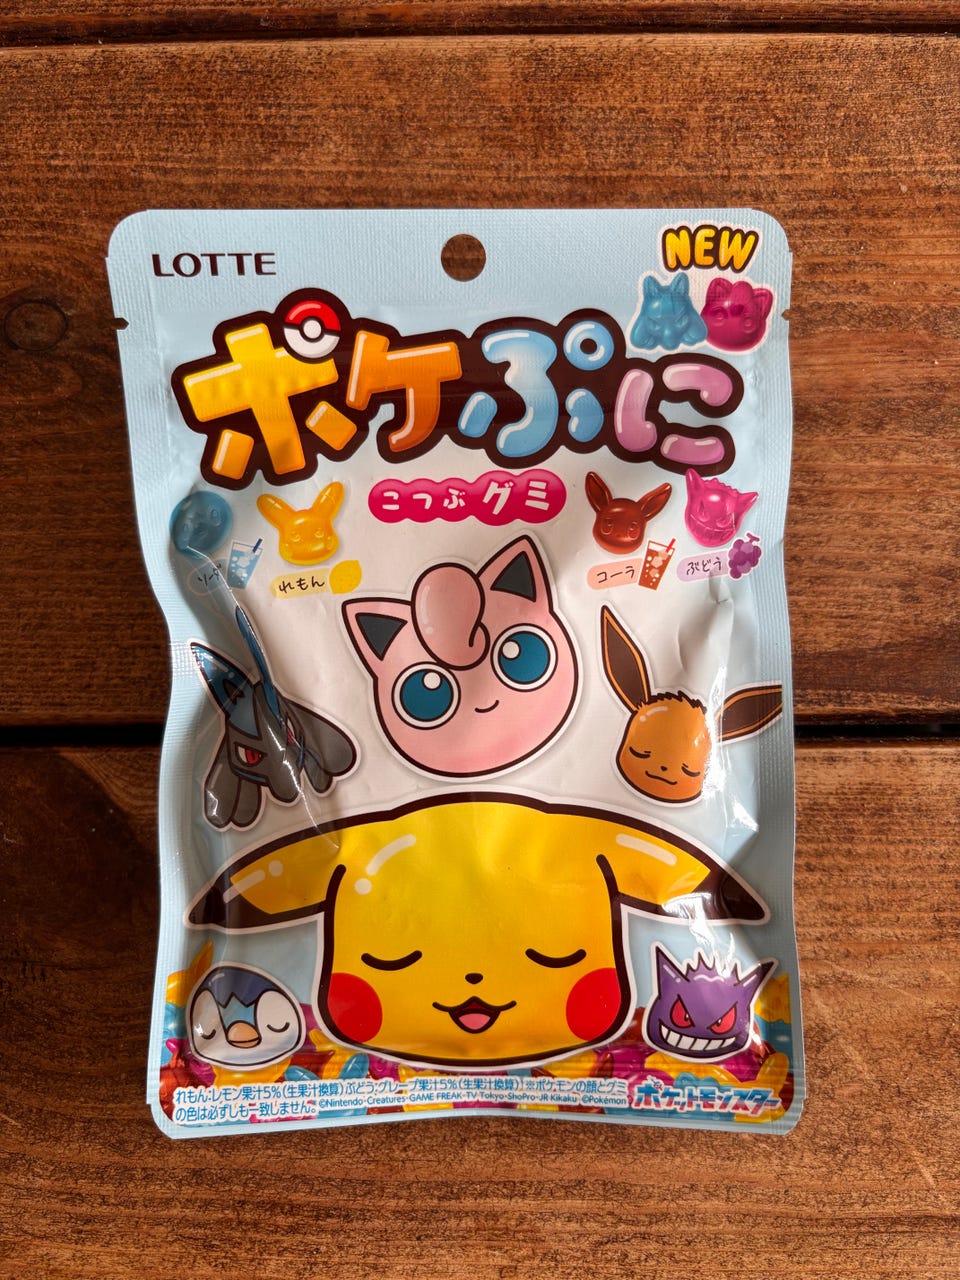 LOTTE
NEW
ポケぷに
こつぶグミ
ソーダ
れもん
コーラ
ぶどう
れもん:レモン果汁5%(生果汁換算)ぶどう:グレープ果汁5%(生果汁換算) ※ポケモンの顔とグミ
の色は必ずしも一致しません。 ©Nintendo・Creatures・GAME FREAK・TV Tokyo・ShoPro・JR Kikaku ©Pokémon
ポケットモンスター